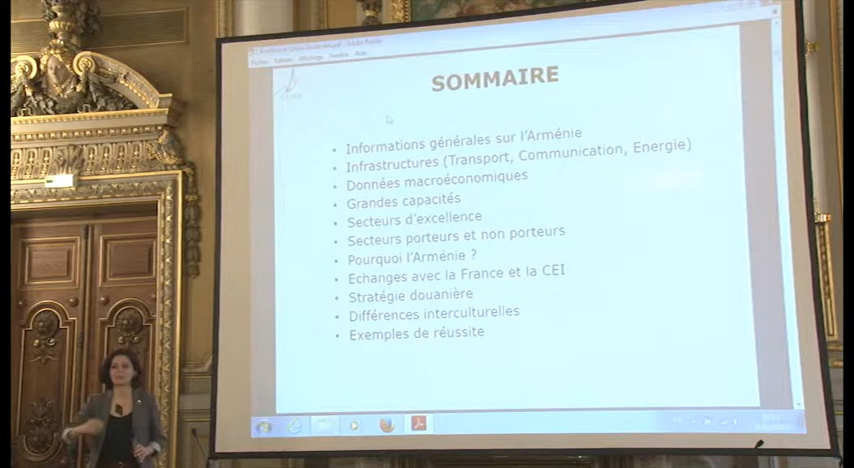 SOMMAIRE
• Informations générales sur l'Arménie
• Infrastructures (Transport, Communication, Energie)
• Données macroéconomiques
• Grandes capacités
• Secteurs d'excellence
• Secteurs porteurs et non porteurs
• Pourquoi l'Arménie ?
• Echanges avec la France et la CEI
• Stratégie douanière
• Différences interculturelles
• Exemples de réussite